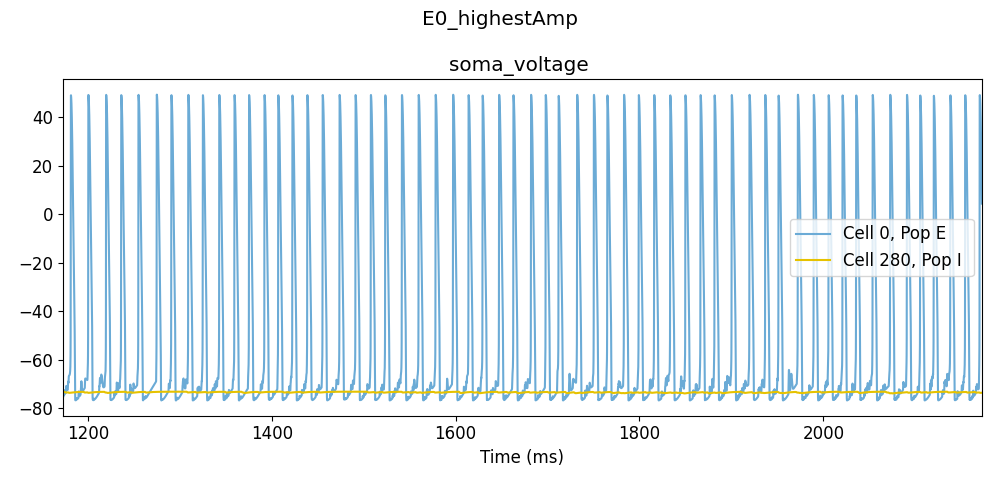 E0_highestAmp
soma_voltage
40
20
0
−20
−40
−60
−80
Cell 0, Pop E
Cell 280, Pop I
1200 1400 1600 1800 2000
Time (ms)